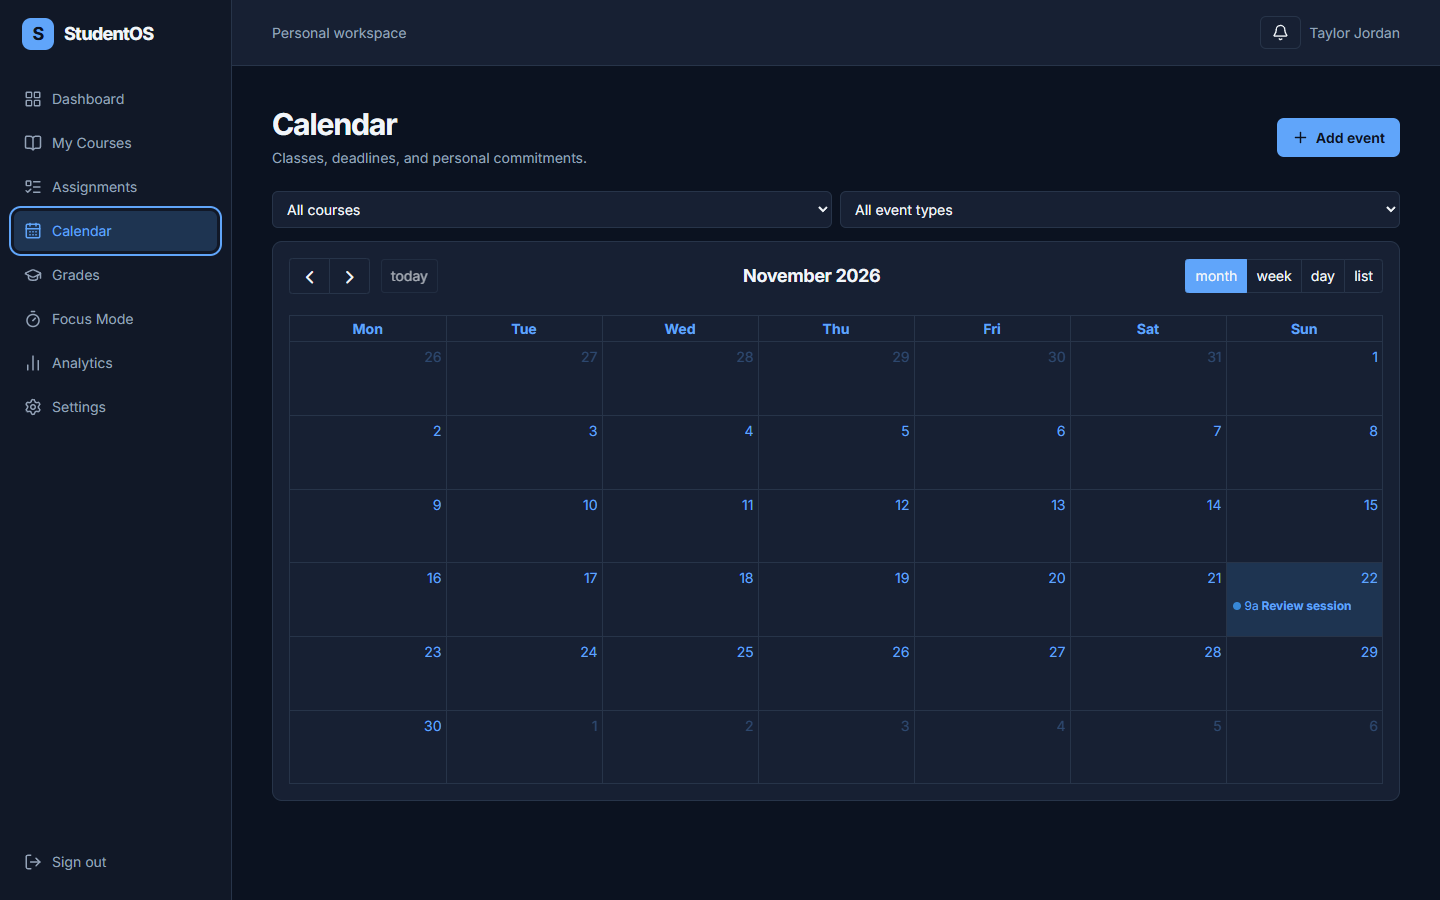 S StudentOS
Personal workspace
Taylor Jordan
Dashboard
My Courses
Assignments
Calendar
Grades
Focus Mode
Analytics
Settings
Sign out
Calendar
Classes, deadlines, and personal commitments.
Add event
All courses
All event types
today
November 2026
month week day list
Mon Tue Wed Thu Fri Sat Sun
26 27 28 29 30 31 1
2 3 4 5 6 7 8
9 10 11 12 13 14 15
16 17 18 19 20 21 22
9a Review session
23 24 25 26 27 28 29
30 1 2 3 4 5 6